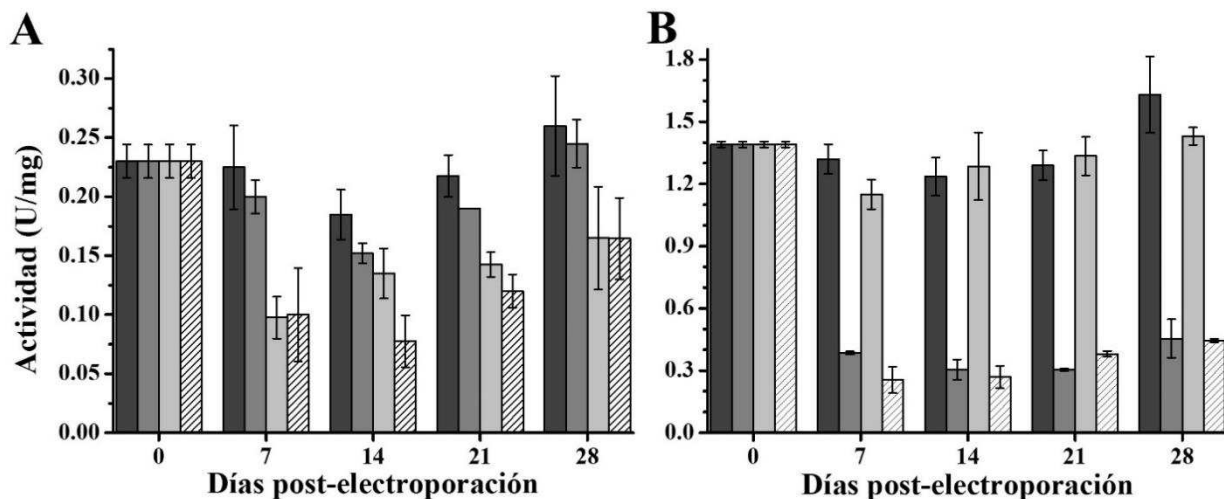 A
Actividad (U/mg)
0.30
0.25
0.20
0.15
0.10
0.05
0.00
0 7 14 21 28
Días post-electroporación
B
1.8
1.5
1.2
0.9
0.6
0.3
0.0
0 7 14 21 28
Días post-electroporación